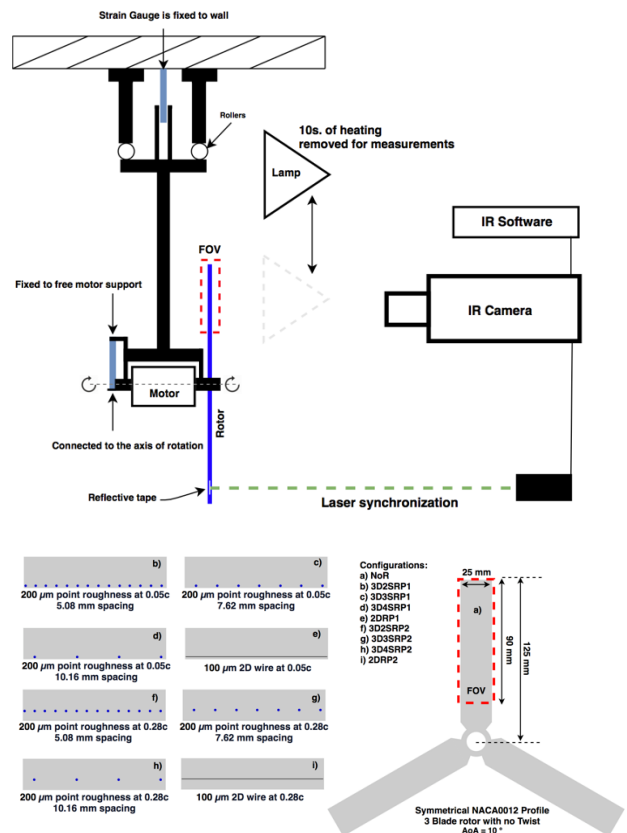 Strain Gauge is fixed to wall
Rollers
10s. of heating
removed for measurements
Lamp
IR Software
FOV
Fixed to free motor support
IR Camera
Motor
Rotor
Connected to the axis of rotation
Reflective tape
Laser synchronization
b)
200 µm point roughness at 0.05c
5.08 mm spacing
c)
200 µm point roughness at 0.05c
7.62 mm spacing
d)
200 µm point roughness at 0.05c
10.16 mm spacing
e)
100 µm 2D wire at 0.05c
f)
200 µm point roughness at 0.28c
5.08 mm spacing
g)
200 µm point roughness at 0.28c
7.62 mm spacing
h)
200 µm point roughness at 0.28c
10.16 mm spacing
i)
100 µm 2D wire at 0.28c
Configurations:
a) NoR
b) 3D2SRP1
c) 3D3SRP1
d) 3D4SRP1
e) 2DRP1
f) 3D2SRP2
g) 3D3SRP2
h) 3D4SRP2
i) 2DRP2
25 mm
a)
90 mm
125 mm
FOV
Symmetrical NACA0012 Profile
3 Blade rotor with no Twist
AoA = 10 °